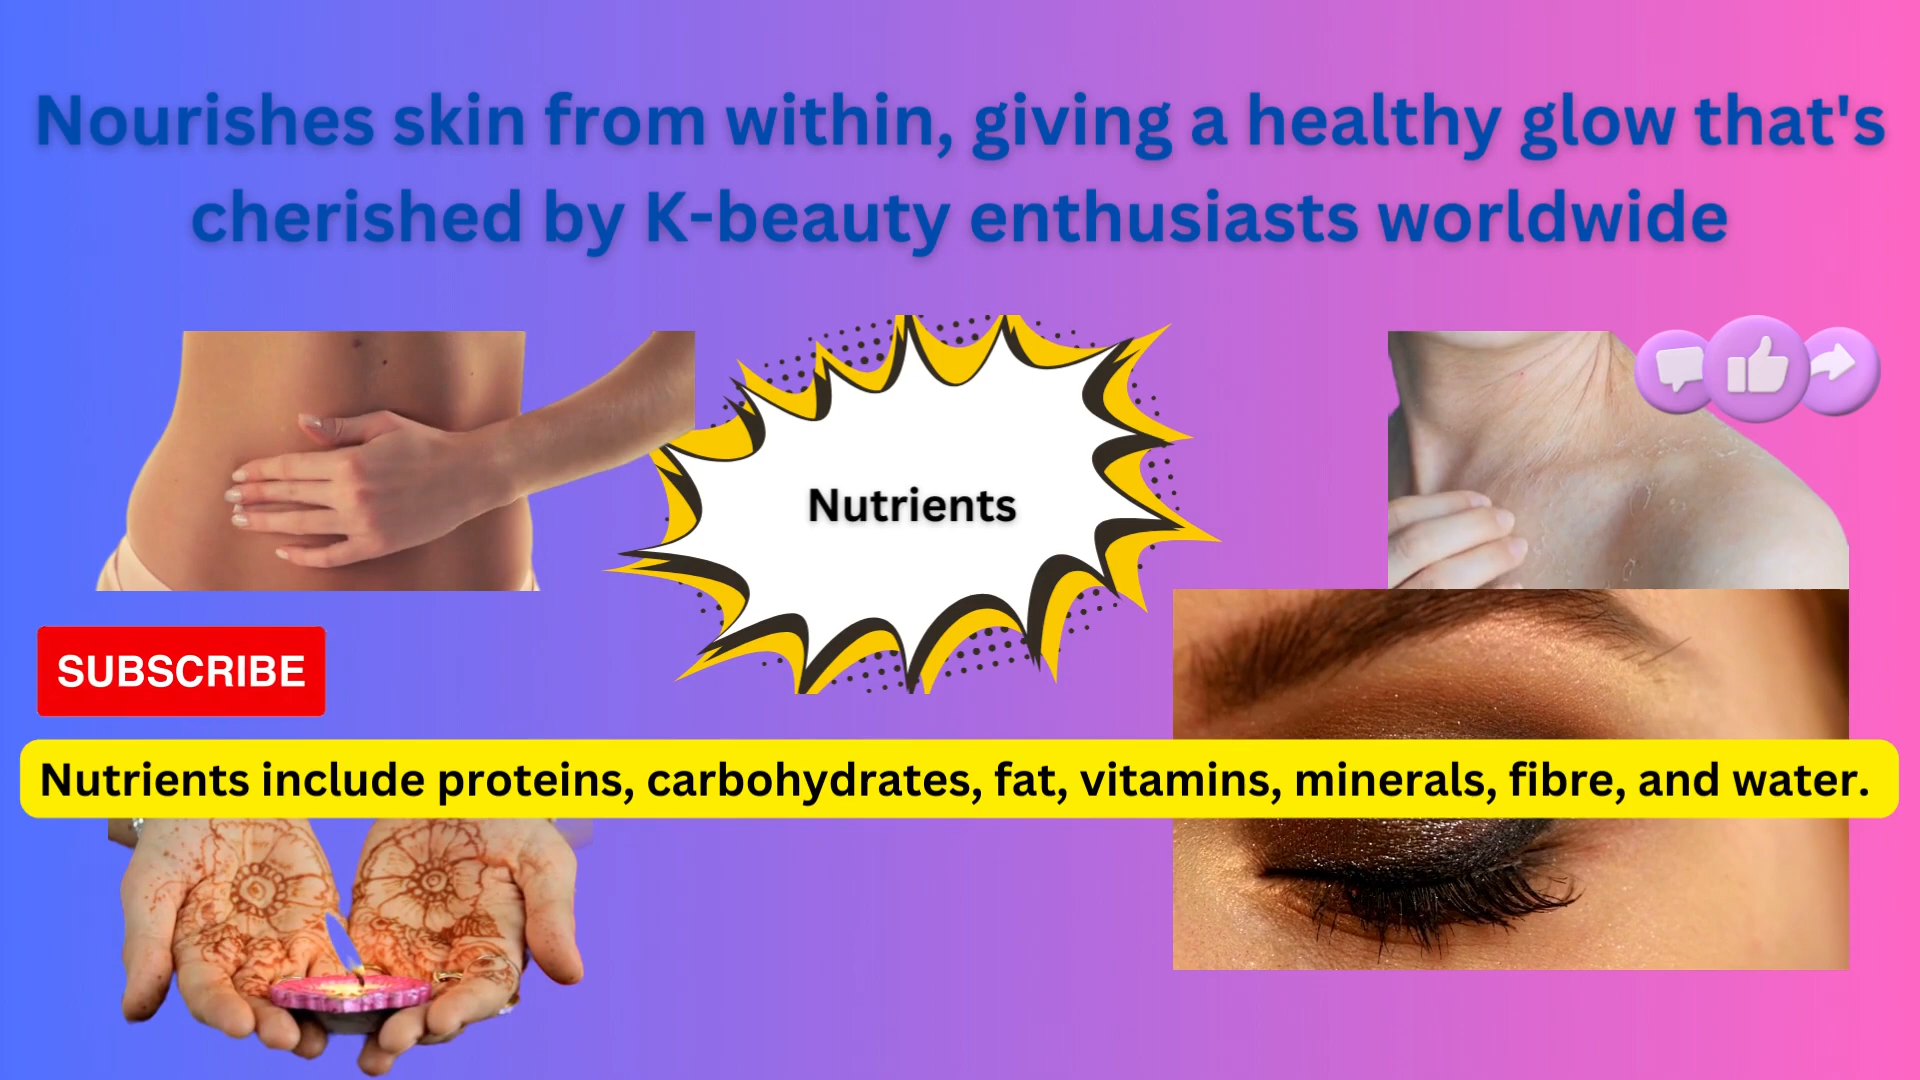 Nourishes skin from within, giving a healthy glow that's
cherished by K-beauty enthusiasts worldwide
Nutrients
SUBSCRIBE
Nutrients include proteins, carbohydrates, fat, vitamins, minerals, fibre, and water.